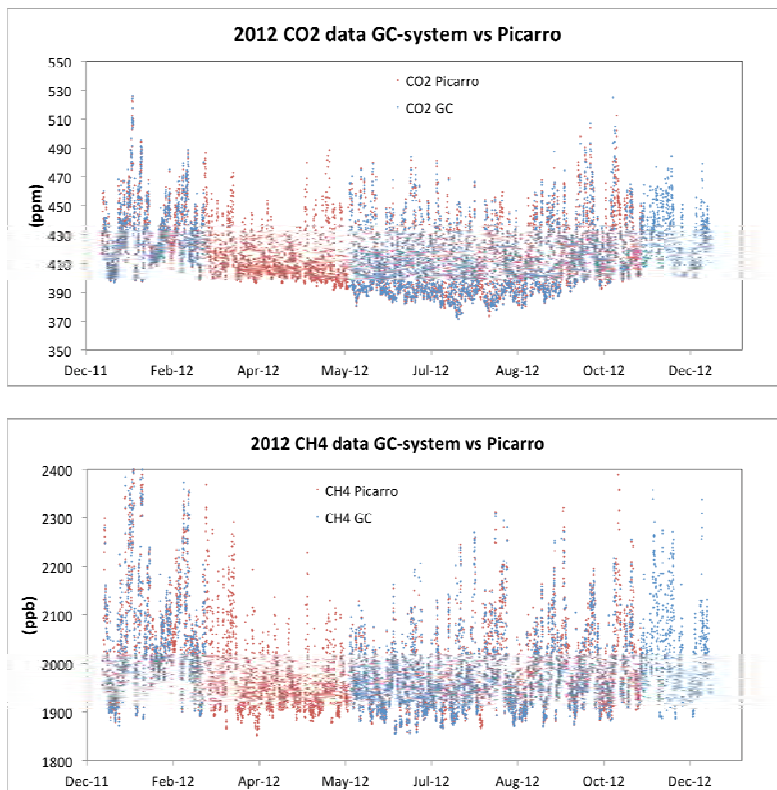 2012 CO2 data GC-system vs Picarro
550
530
510
490
470
450
430
410
390
370
350
(ppm)
CO2 Picarro
CO2 GC
Dec-11 Feb-12 Apr-12 May-12 Jul-12 Aug-12 Oct-12 Dec-12
2012 CH4 data GC-system vs Picarro
2400
2300
2200
2100
2000
1900
1800
(ppb)
CH4 Picarro
CH4 GC
Dec-11 Feb-12 Apr-12 May-12 Jul-12 Aug-12 Oct-12 Dec-12